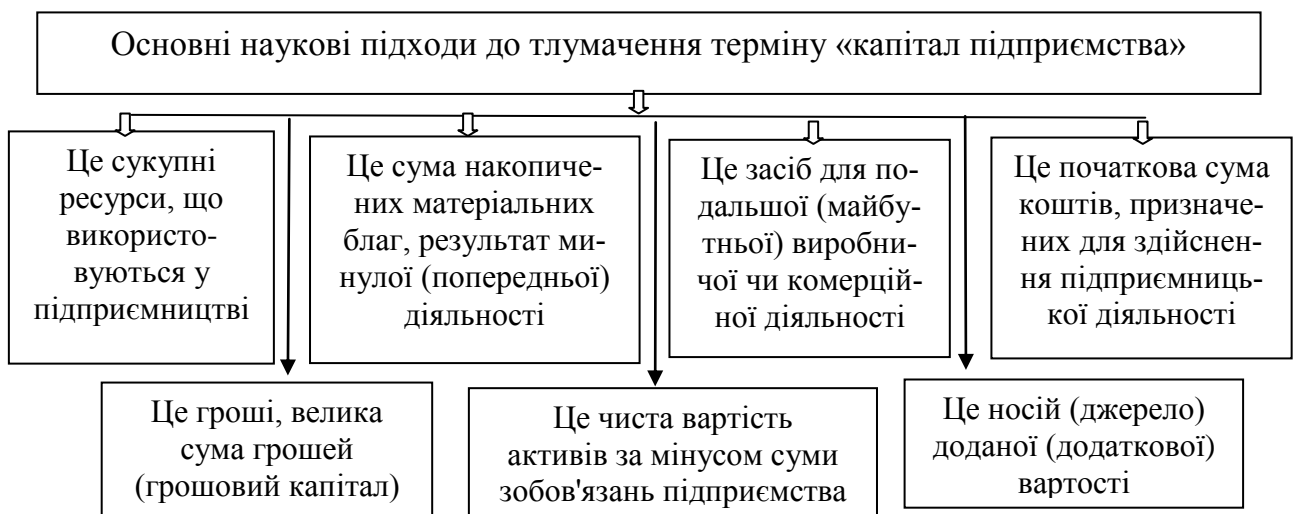 Основні наукові підходи до тлумачення терміну «капітал підприємства»
Це сукупні
ресурси, що
використо-
вуються у
підприємництві
Це сума накопиче-
них матеріальних
благ, результат ми-
нулої (попередньої)
діяльності
Це засіб для по-
дальшої (майбу-
тньої) виробни-
чої чи комерцій-
ної діяльності
Це початкова сума
коштів, призначе-
них для здійснен-
ня підприємниць-
кої діяльності
Це гроші, велика
сума грошей
(грошовий капітал)
Це чиста вартість
активів за мінусом суми
зобов'язань підприємства
Це носій (джерело)
доданої (додаткової)
вартості